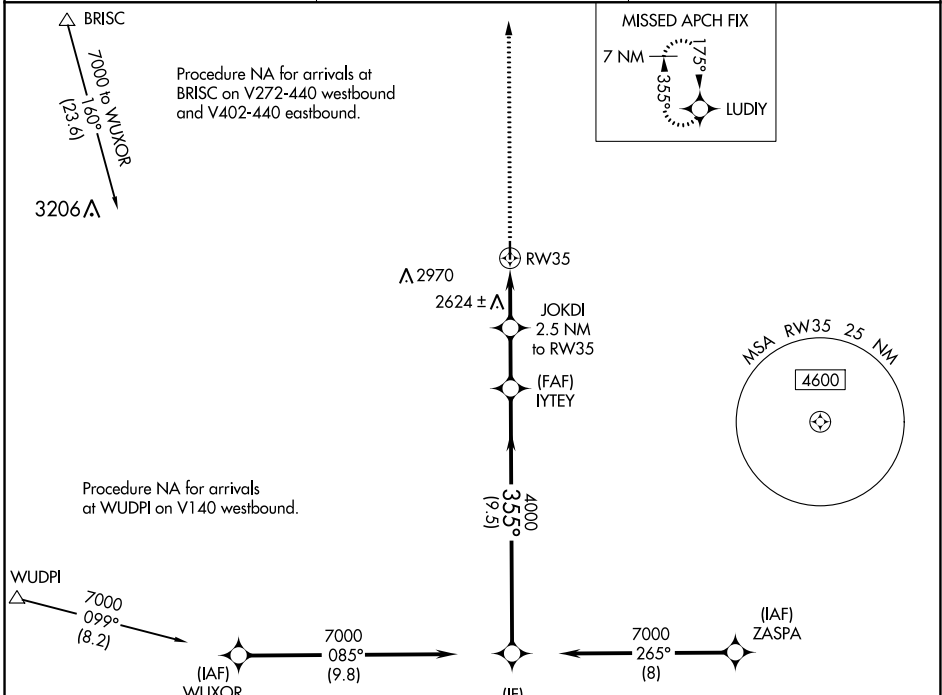 BRISC
7000 to WUXOR
160°
(23.6)
Procedure NA for arrivals at
BRISC on V272-440 westbound
and V402-440 eastbound.
MISSED APCH FIX
7 NM
175°
355°
LUDIY
3206
RW35
2970
2624 ±
JOKDI
2.5 NM
to RW35
(FAF)
IYTEY
MSA RW35 25 NM
4600
4000
355°
(9.5)
Procedure NA for arrivals
at WUDPI on V140 westbound.
WUDPI
7000
099°
(8.2)
(IAF)
WUXOR
7000
085°
(9.8)
7000
265°
(8)
(IAF)
ZASPA
(IF)